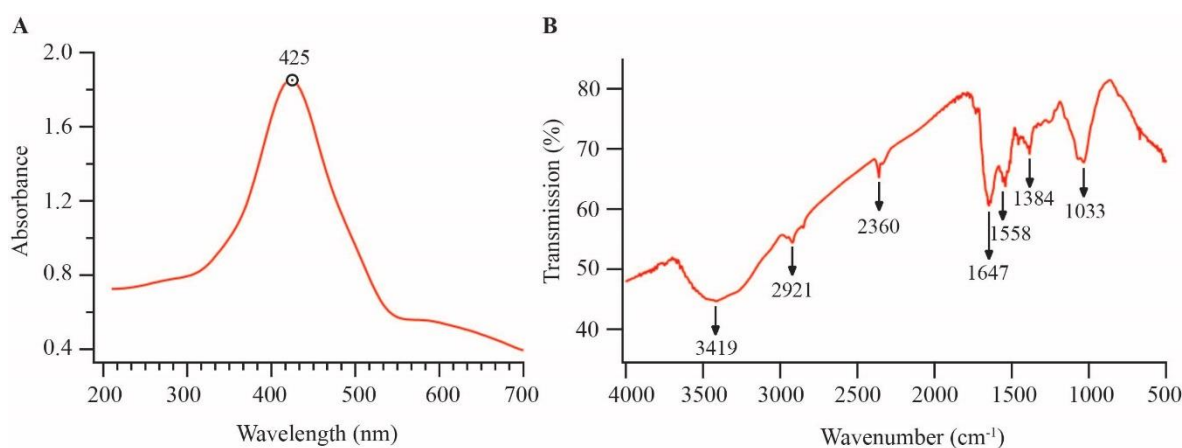 A
425
2.0
1.6
1.2
0.8
0.4
Absorbance
200 300 400 500 600 700
Wavelength (nm)
B
80
70
60
50
40
Transmission (%)
3419
2921
2360
1647
1558
1384
1033
4000 3000 2000 1500 1000 500
Wavenumber (cm⁻¹)